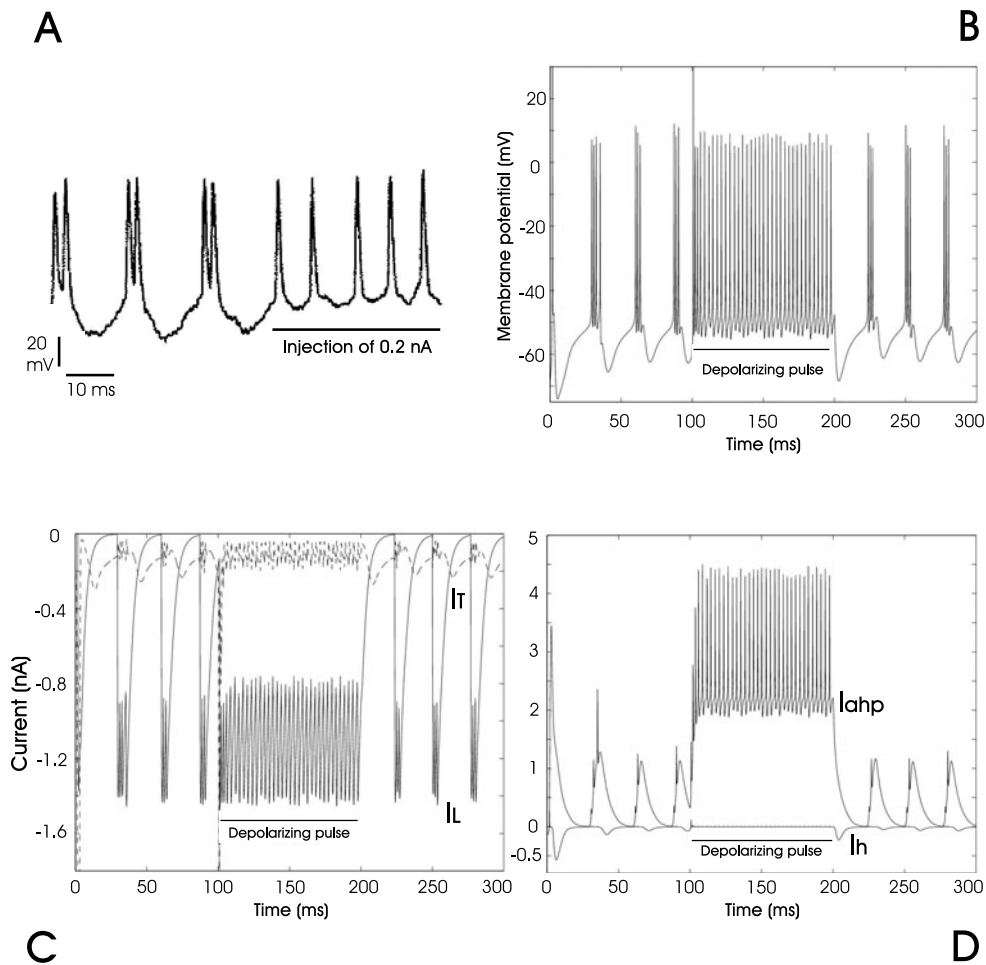 A
20
mV
10 ms
Injection of 0.2 nA
B
Membrane potential (mV)
20
0
-20
-40
-60
Depolarizing pulse
0 50 100 150 200 250 300
Time (ms)
Current (nA)
0
-0.4
-0.8
-1.2
-1.6
IT
IL
Depolarizing pulse
0 50 100 150 200 250 300
Time (ms)
C
5
4
3
2
1
0
-0.5
Iahp
Ih
Depolarizing pulse
0 50 100 150 200 250 300
Time (ms)
D